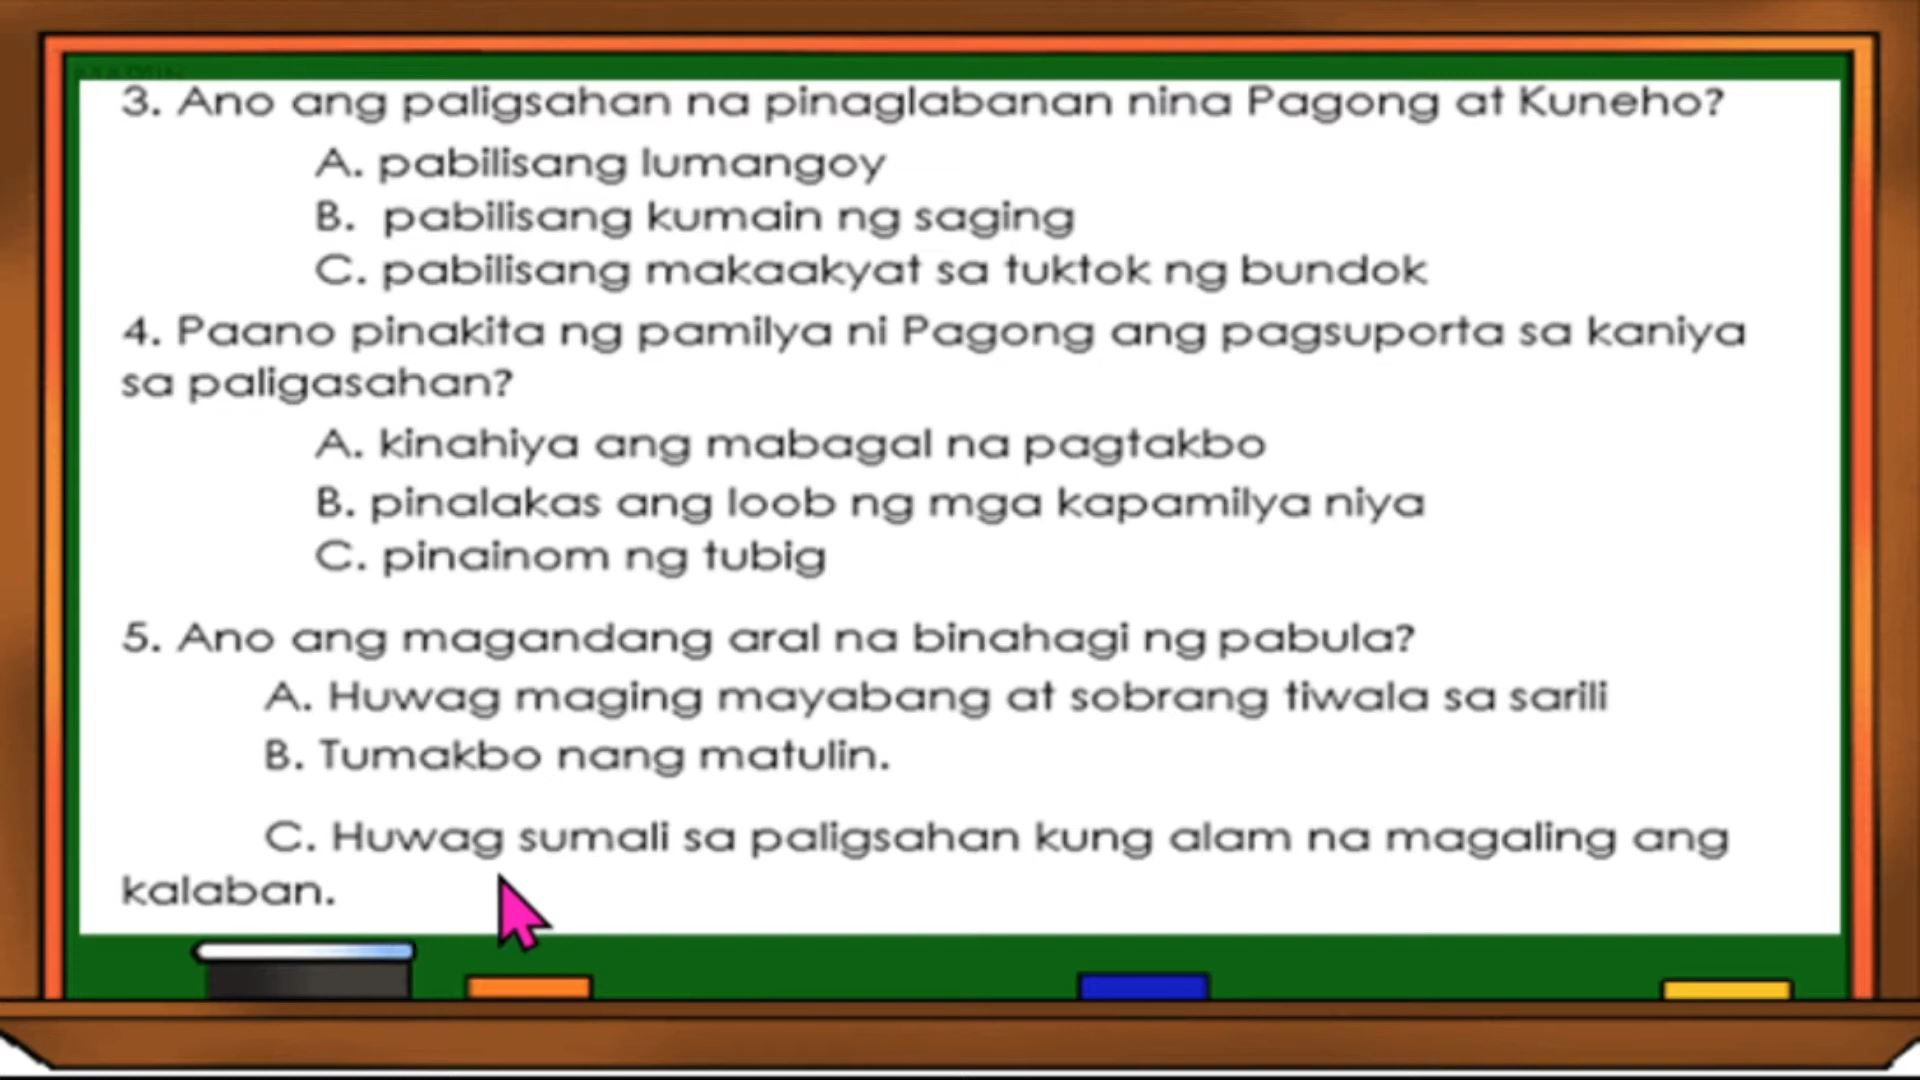 3. Ano ang paligsahan na pinaglabanan nina Pagong at Kuneho?
A. pabilisang lumangoy
B. pabilisang kumain ng saging
C. pabilisang makaakyat sa tuktok ng bundok
4. Paano pinakita ng pamilya ni Pagong ang pagsuporta sa kaniya
sa paligasahan?
A. kinahiya ang mabagal na pagtakbo
B. pinalakas ang loob ng mga kapamilya niya
C. pinainom ng tubig
5. Ano ang magandang aral na binahagi ng pabula?
A. Huwag maging mayabang at sobrang tiwala sa sarili
B. Tumakbo nang matulin.
C. Huwag sumali sa paligsahan kung alam na magaling ang
kalaban.